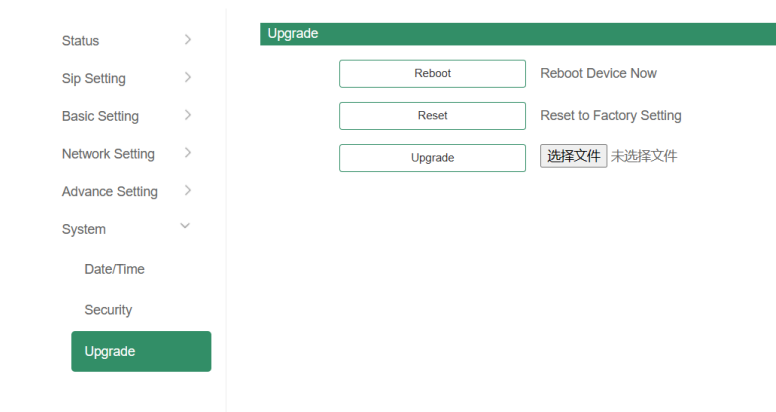 Status
Sip Setting
Basic Setting
Network Setting
Advance Setting
System
Date/Time
Security
Upgrade
Upgrade
Reboot Reboot Device Now
Reset Reset to Factory Setting
Upgrade 选择文件 未选择文件